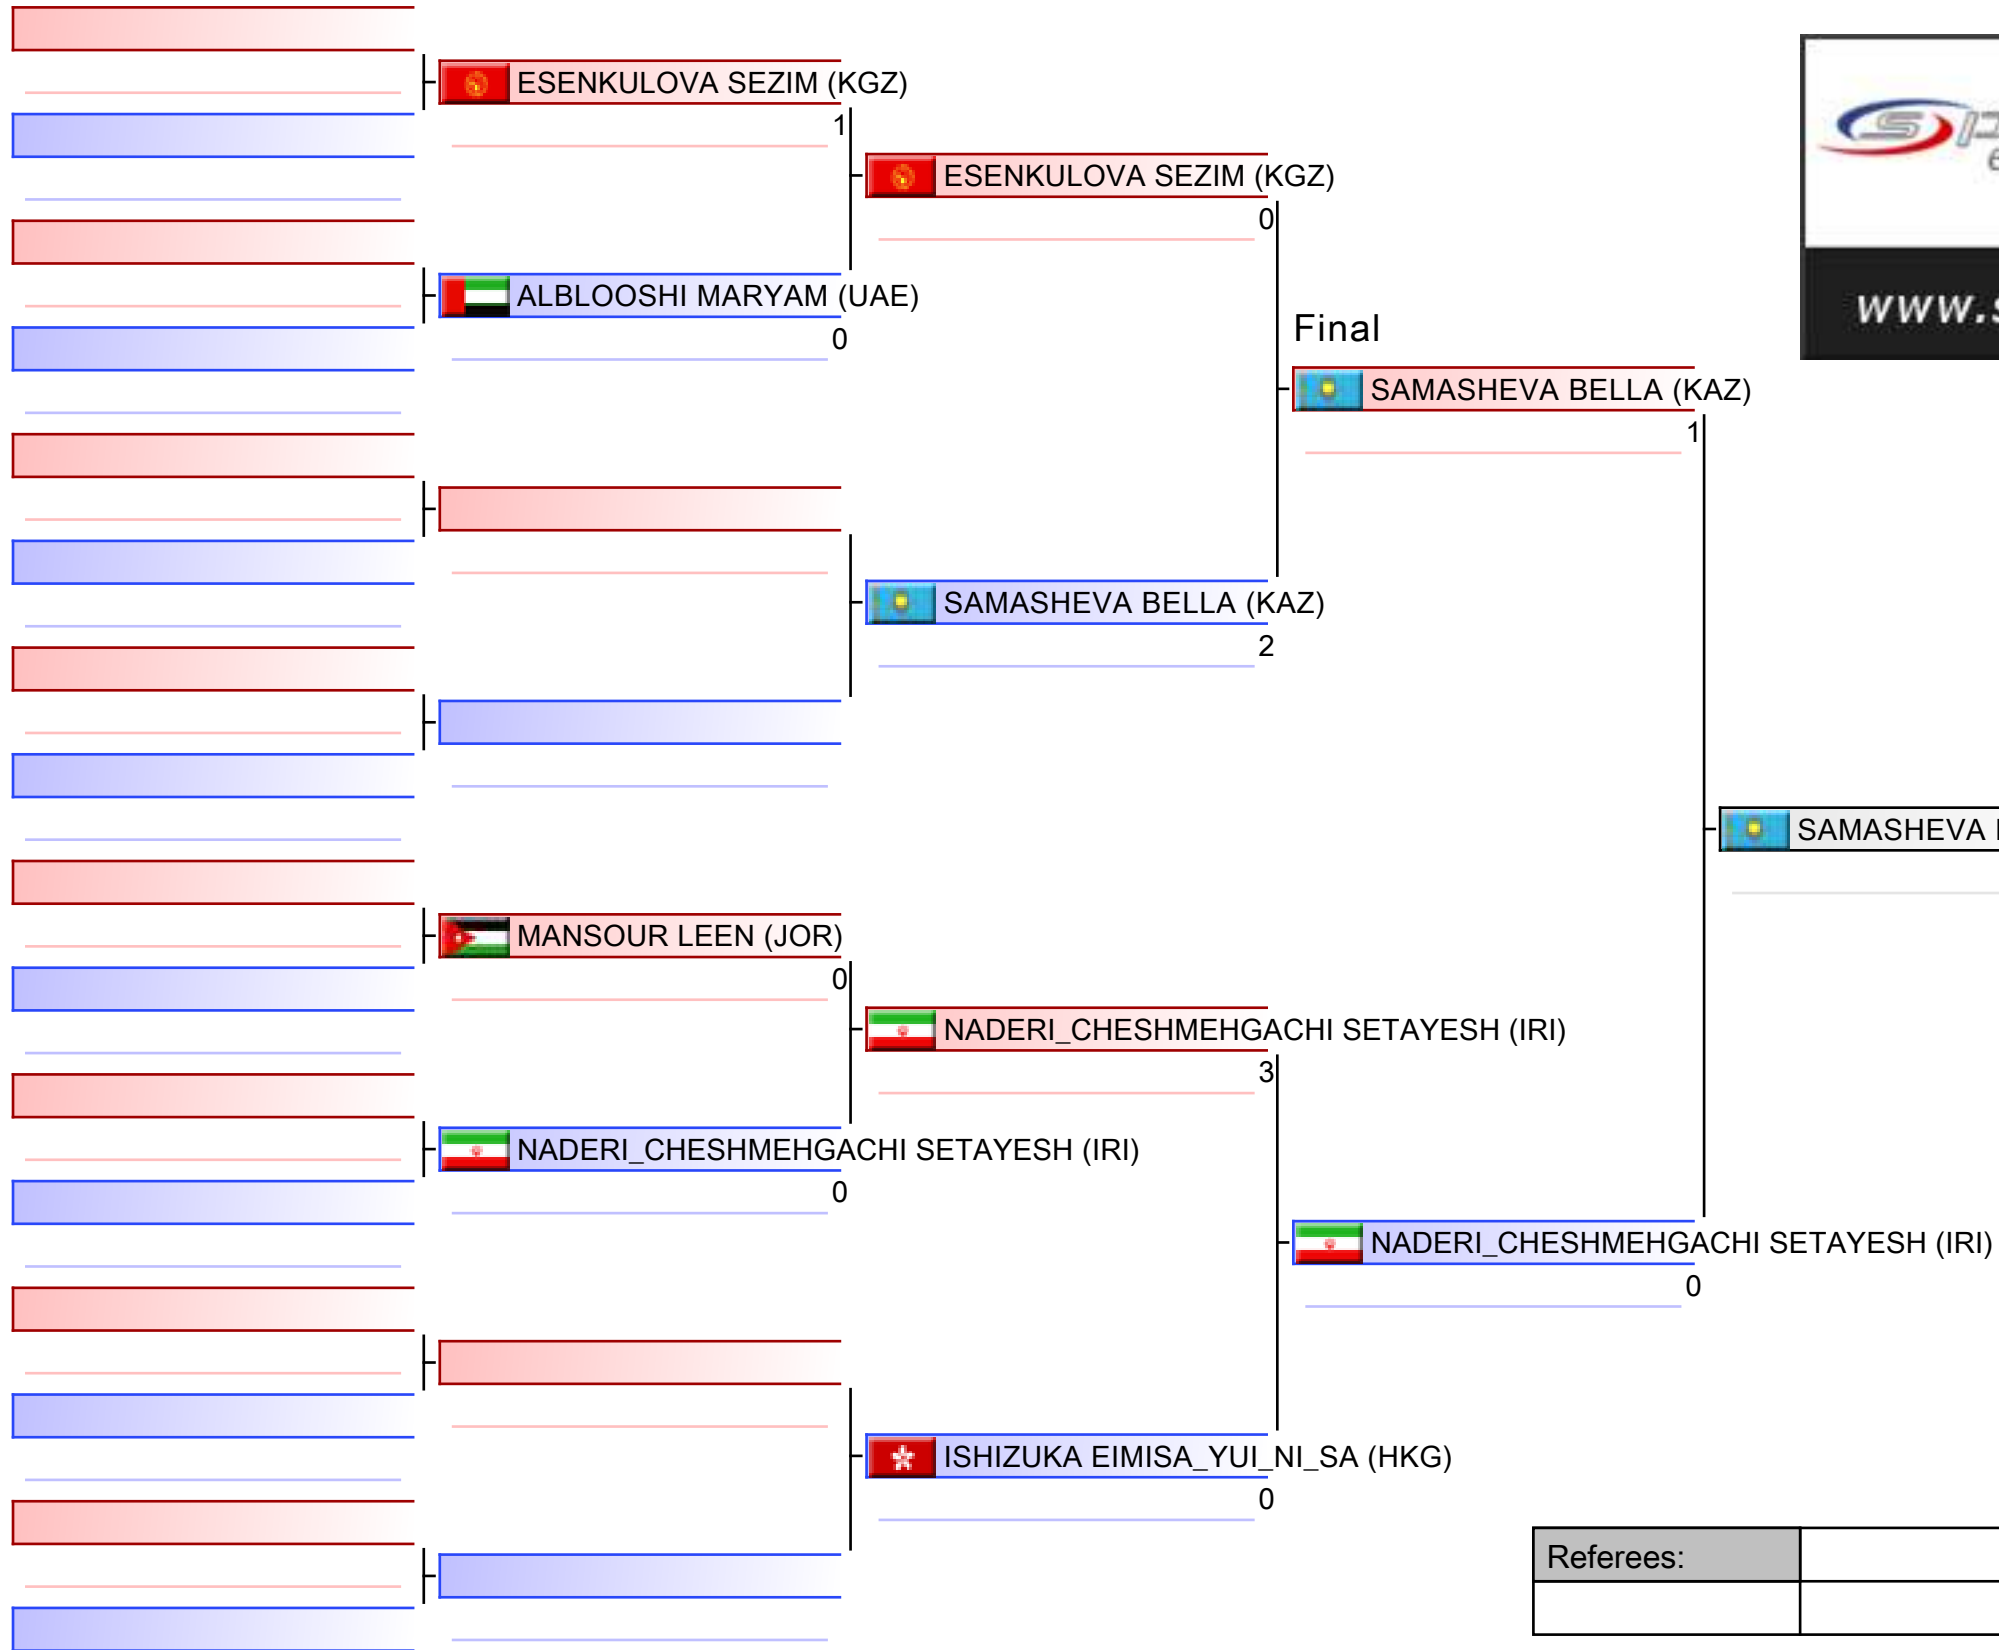 ESENKULOVA SEZIM (KGZ)
1
ESENKULOVA SEZIM (KGZ)
0
ALBLOOSHI MARYAM (UAE)
0
Final
SAMASHEVA BELLA (KAZ)
1
SAMASHEVA BELLA (KAZ)
2
SAMASHEVA
MANSOUR LEEN (JOR)
0
NADERI_CHESHMEHGACHI SETAYESH (IRI)
3
NADERI_CHESHMEHGACHI SETAYESH (IRI)
0
NADERI_CHESHMEHGACHI SETAYESH (IRI)
0
ISHIZUKA EIMISA_YUI_NI_SA (HKG)
0
Referees:
www.s